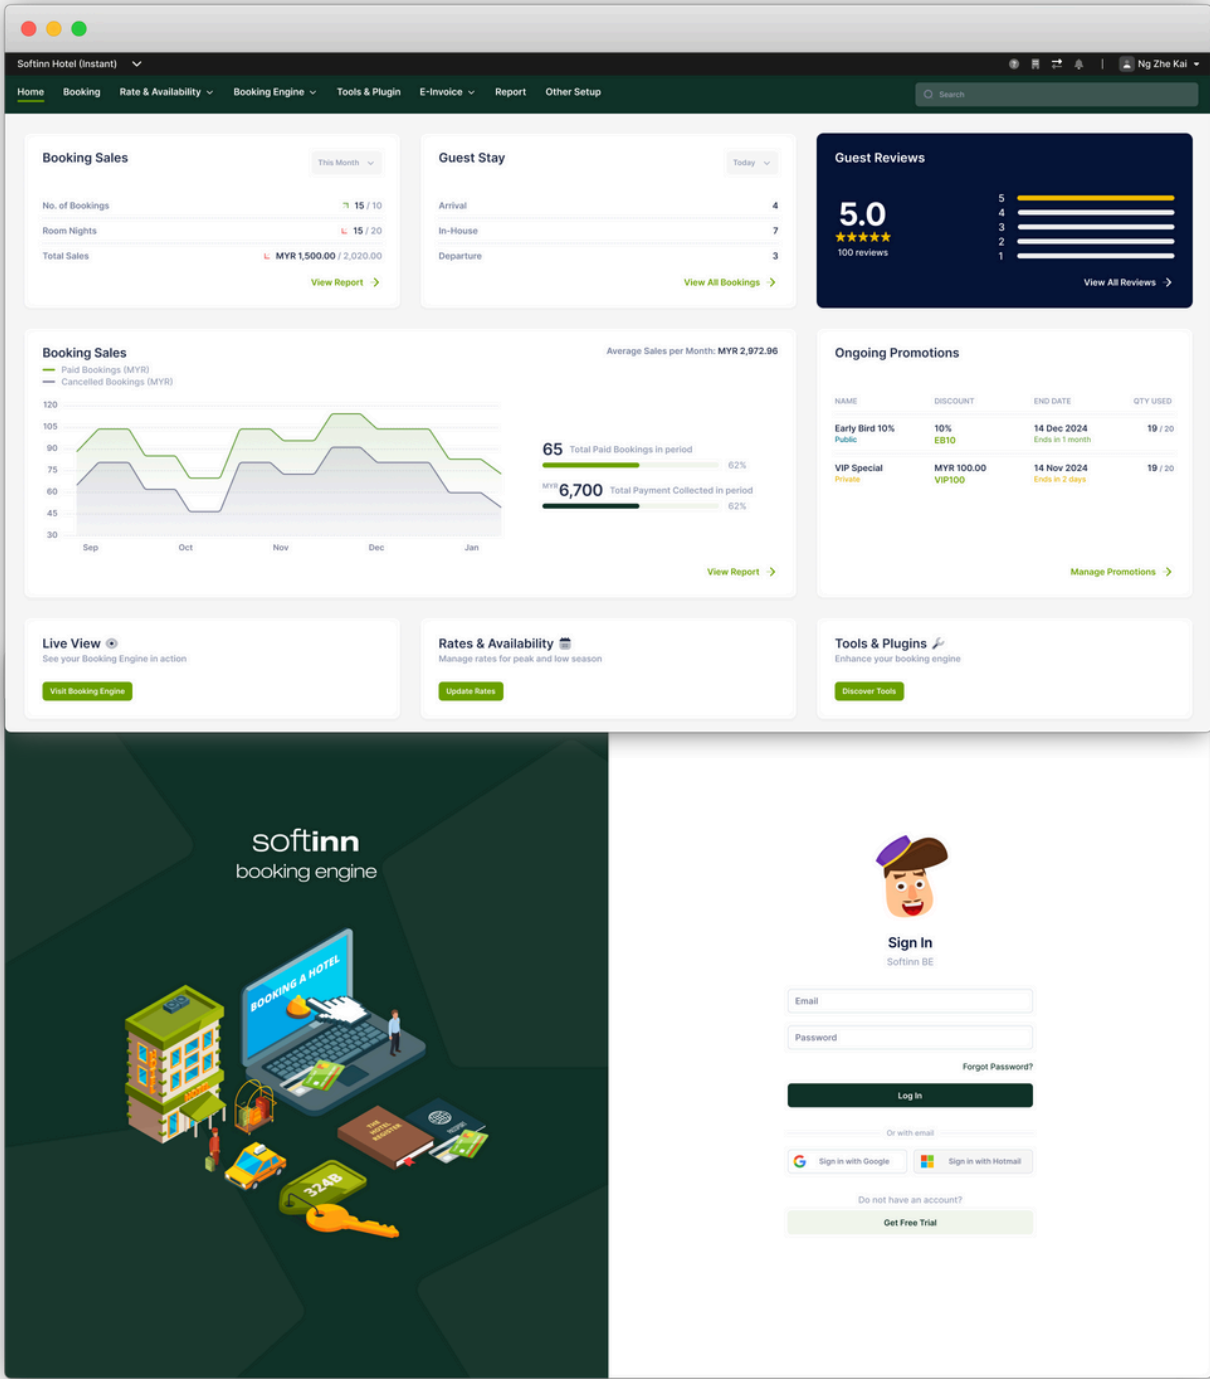 Softinn Hotel (Instant)
Ng Zhe Kai
Home Booking Rate & Availability Booking Engine Tools & Plugin E-Invoice Report Other Setup
Search
Booking Sales
This Month
No. of Bookings 15 / 10
Room Nights 15 / 20
Total Sales MYR 1,500.00 / 2,020.00
View Report
Guest Stay
Today
Arrival 4
In-House 7
Departure 3
View All Bookings
Guest Reviews
5.0
100 reviews
5
4
3
2
1
View All Reviews
Booking Sales
Paid Bookings (MYR)
Cancelled Bookings (MYR)
Average Sales per Month: MYR 2,972.96
120
105
90
75
60
45
30
Sep Oct Nov Dec Jan
65 Total Paid Bookings in period
62%
MYR 6,700 Total Payment Collected in period
62%
View Report
Ongoing Promotions
NAME DISCOUNT END DATE QTY USED
Early Bird 10% 10% 14 Dec 2024 19 / 20
Public EB10 Ends in 1 month
VIP Special MYR 100.00 14 Nov 2024 19 / 20
Private VIP100 Ends in 2 days
Manage Promotions
Live View
See your Booking Engine in action
Visit Booking Engine
Rates & Availability
Manage rates for peak and low season
Update Rates
Tools & Plugins
Enhance your booking engine
Discover Tools
softinn
booking engine
BOOKING A HOTEL
HOTEL
THE
HOTEL
REGISTER
PASSPORT
324B
Sign In
Softinn BE
Email
Password
Forgot Password?
Log In
Or with email
Sign in with Google
Sign in with Hotmail
Do not have an account?
Get Free Trial